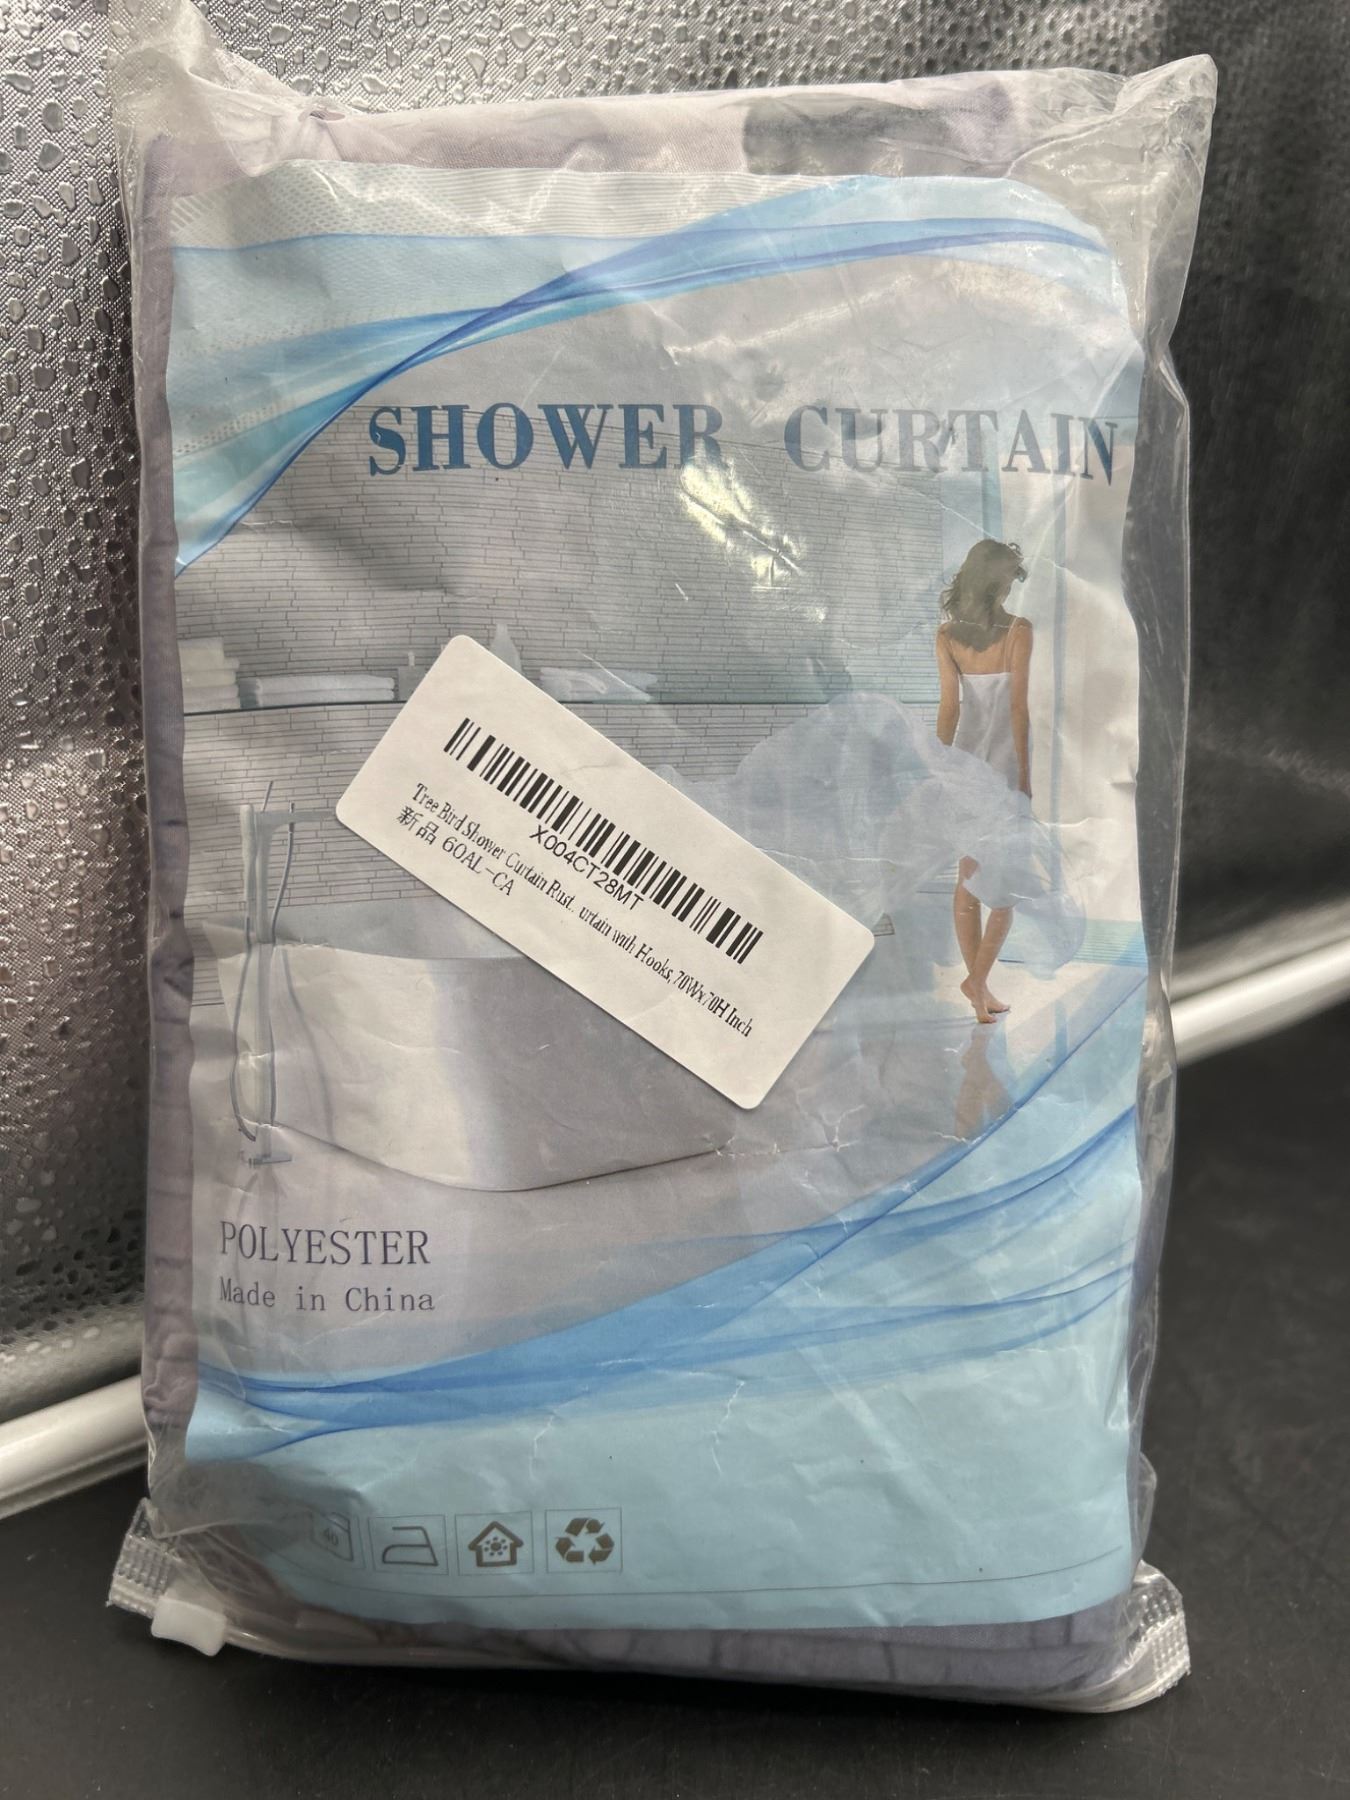 SHOWER CURTAIN
X004CT28MT
Tree Bird Shower Curtain Rust.. urtain with Hooks, 70Wx70H Inch
新品 60AL-CA
POLYESTER
Made in China
40